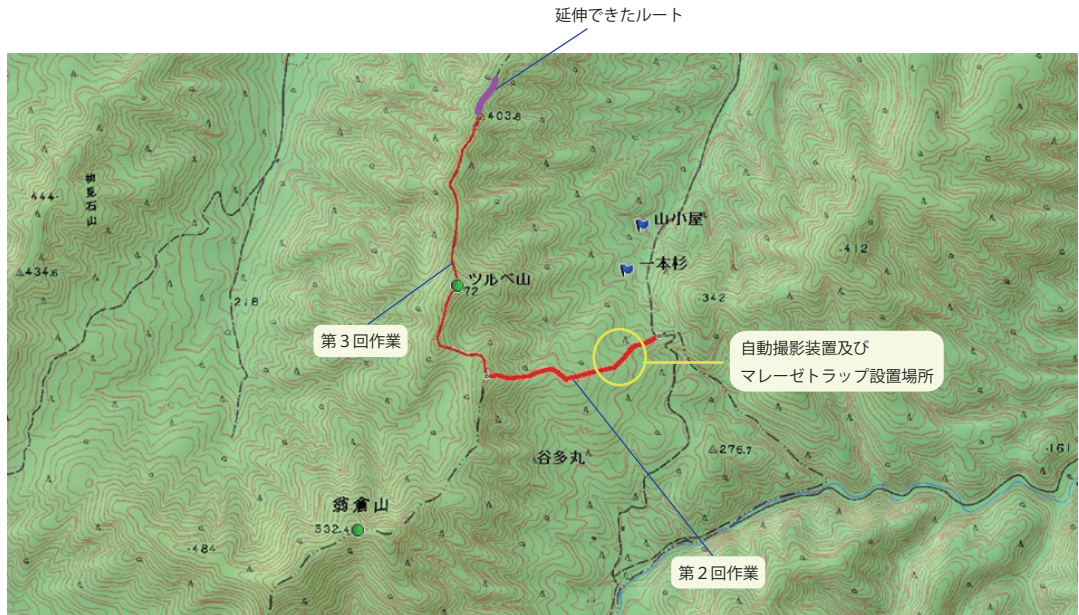 延伸できたルート
403.8
物見石山
444
山小屋
434.6
412
一本杉
ツルベ山
72
218
342
第３回作業
自動撮影装置及び
マレーゼトラップ設置場所
276.7
161
谷多丸
翁倉山
532.4
484
第２回作業